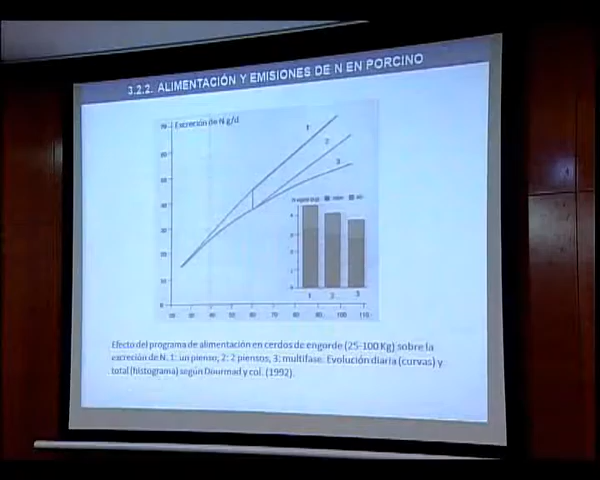 3.2.2. ALIMENTACIÓN Y EMISIONES DE N EN PORCINO
Excreción de N g/d
1
2
3
1 2 3
100 110
Efecto del programa de alimentación en cerdos de engorde (25-100 Kg) sobre la
excreción de N. 1: un pienso, 2: 2 piensos, 3: multifase. Evolución diaria (curvas) y
total (histograma) según Dourmad y col. (1992).